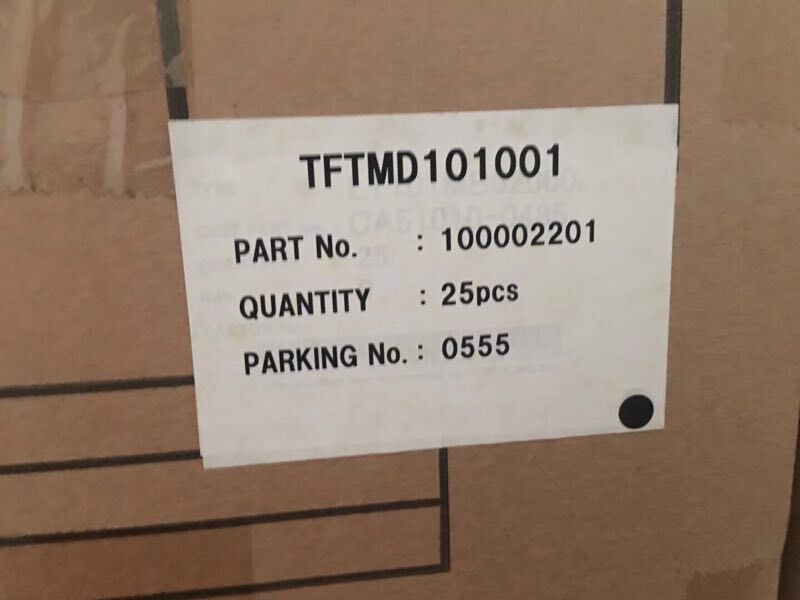 TFTMD101001
PART No. : 100002201
QUANTITY : 25pcs
PARKING No. : 0555